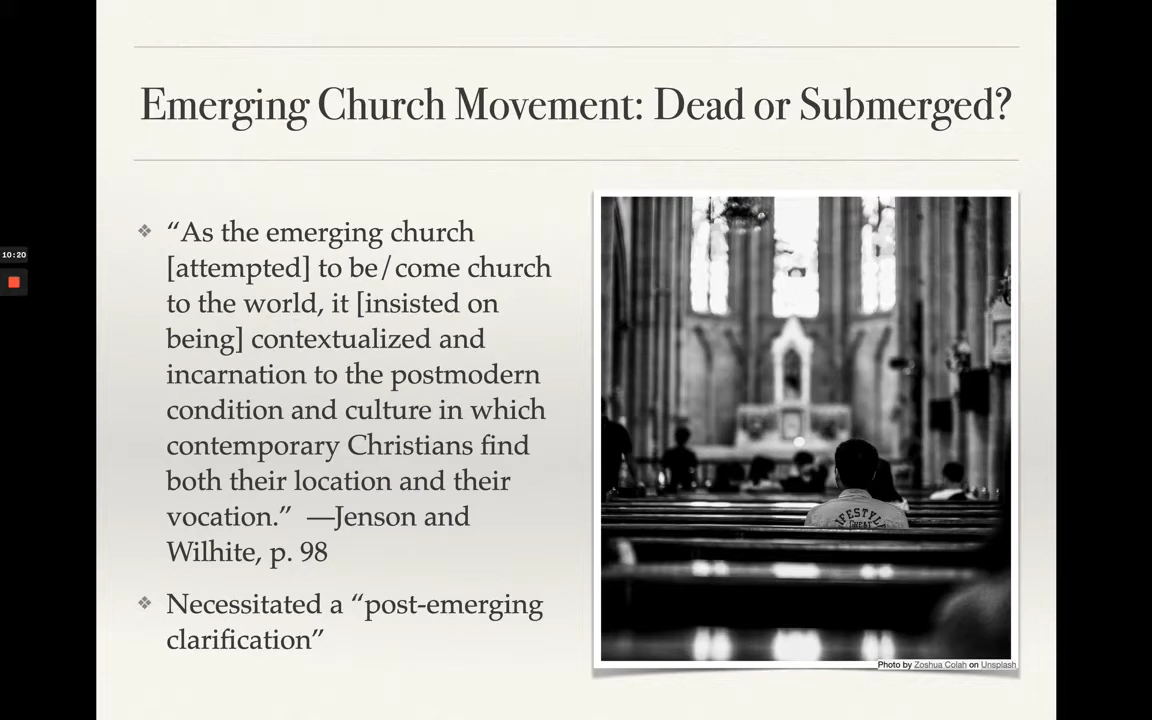 Emerging Church Movement: Dead or Submerged?
10:20
“As the emerging church
[attempted] to be/come church
to the world, it [insisted on
being] contextualized and
incarnation to the postmodern
condition and culture in which
contemporary Christians find
both their location and their
vocation.” —Jenson and
Wilhite, p. 98
Necessitated a “post-emerging
clarification”
Photo by Zoshua Colah on Unsplash